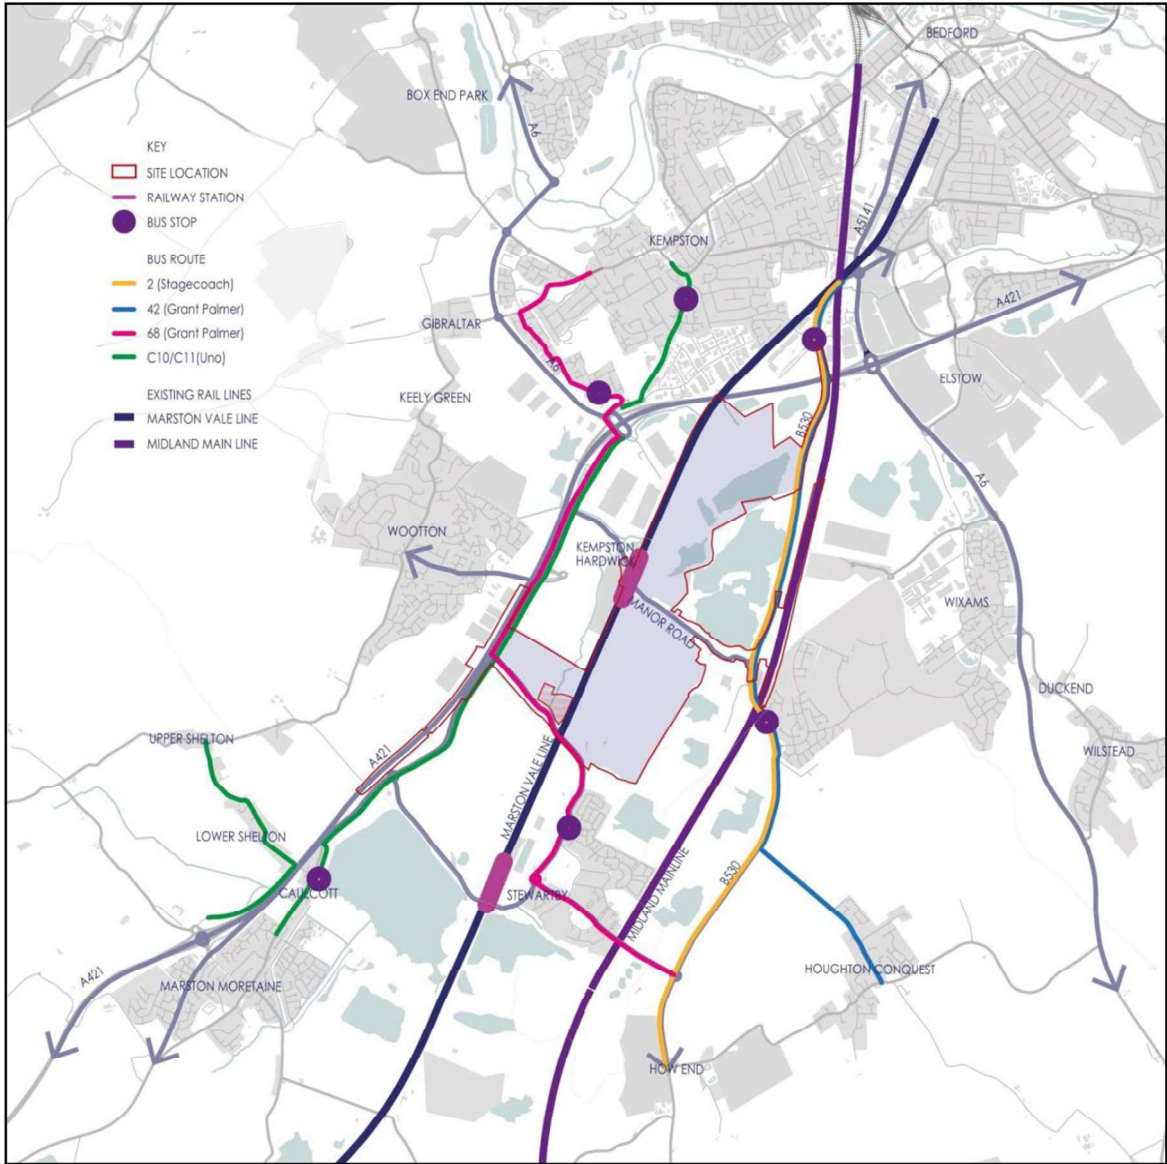 BEDFORD
BOX END PARK
A6
KEY
SITE LOCATION
RAILWAY STATION
BUS STOP
BUS ROUTE
2 (Stagecoach)
42 (Grant Palmer)
68 (Grant Palmer)
C10/C11(Uno)
EXISTING RAIL LINES
MARSTON VALE LINE
MIDLAND MAIN LINE
A5141
KEMPSTON
A421
GIBRALTAR
A6
ELSTOW
KEELY GREEN
B530
A6
WOOTTON
KEMPSTON
HARDWICK
MANOR ROAD
WIXAMS
DUCKEND
UPPER SHELTON
A421
WILSTEAD
MARSTON VALE LINE
LOWER SHELTON
CAULCOTT
STEWARTBY
MIDLAND MAINLINE
B530
A421
MARSTON MORETAINE
HOUGHTON CONQUEST
HOW END